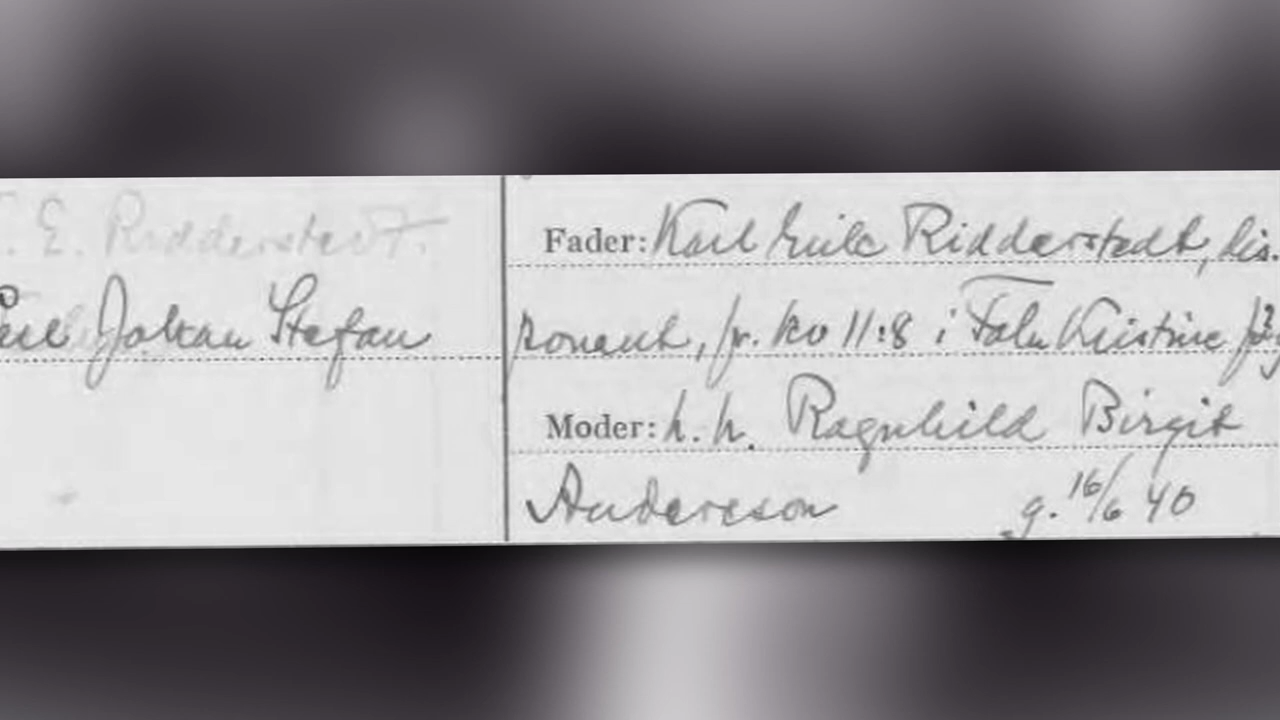 . E. Ridderstedt.
Johan Stefan
Fader: Karl Erik Ridderstedt, dis.
ponent, fr. kv 11:8 i Falu Kristine
Moder: h. h. Ragnhild Birgit
Andersson g. 16/6 40